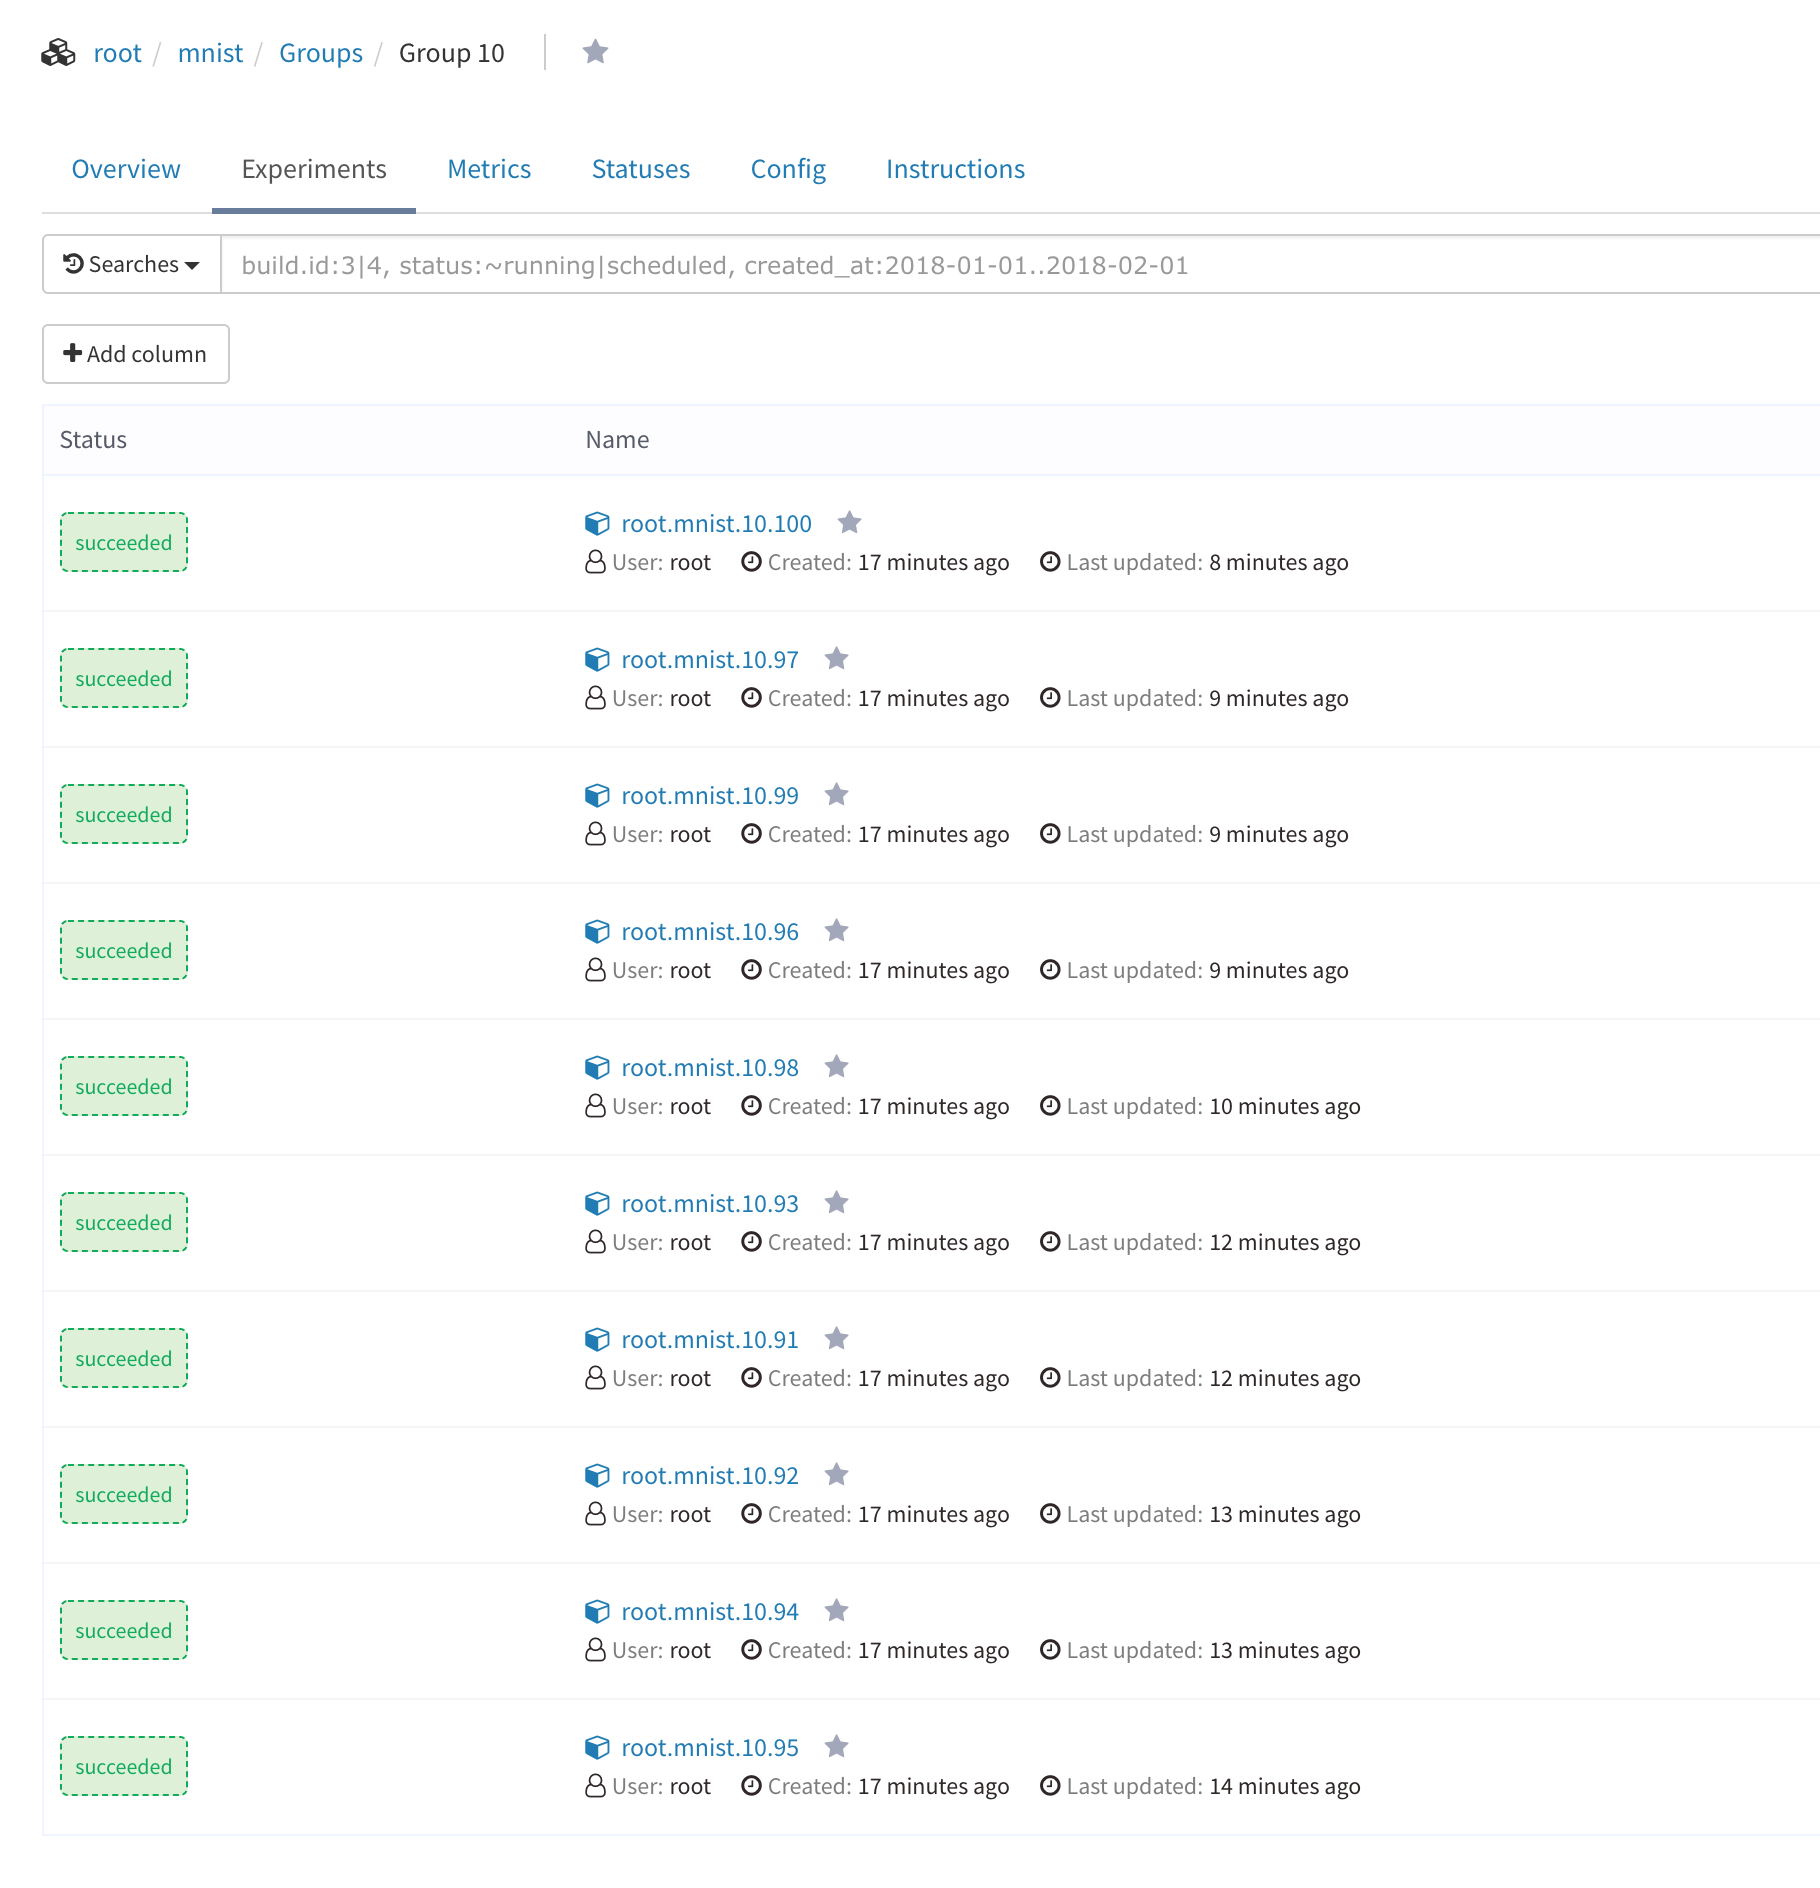 root / mnist / Groups / Group 10
Overview Experiments Metrics Statuses Config Instructions
Searches build.id:3|4, status:~running|scheduled, created_at:2018-01-01..2018-02-01
Add column
Status Name
root.mnist.10.100
succeeded
User: root Created: 17 minutes ago Last updated: 8 minutes ago
root.mnist.10.97
succeeded
User: root Created: 17 minutes ago Last updated: 9 minutes ago
root.mnist.10.99
succeeded
User: root Created: 17 minutes ago Last updated: 9 minutes ago
root.mnist.10.96
succeeded
User: root Created: 17 minutes ago Last updated: 9 minutes ago
root.mnist.10.98
succeeded
User: root Created: 17 minutes ago Last updated: 10 minutes ago
root.mnist.10.93
succeeded
User: root Created: 17 minutes ago Last updated: 12 minutes ago
root.mnist.10.91
succeeded
User: root Created: 17 minutes ago Last updated: 12 minutes ago
root.mnist.10.92
succeeded
User: root Created: 17 minutes ago Last updated: 13 minutes ago
root.mnist.10.94
succeeded
User: root Created: 17 minutes ago Last updated: 13 minutes ago
root.mnist.10.95
succeeded
User: root Created: 17 minutes ago Last updated: 14 minutes ago